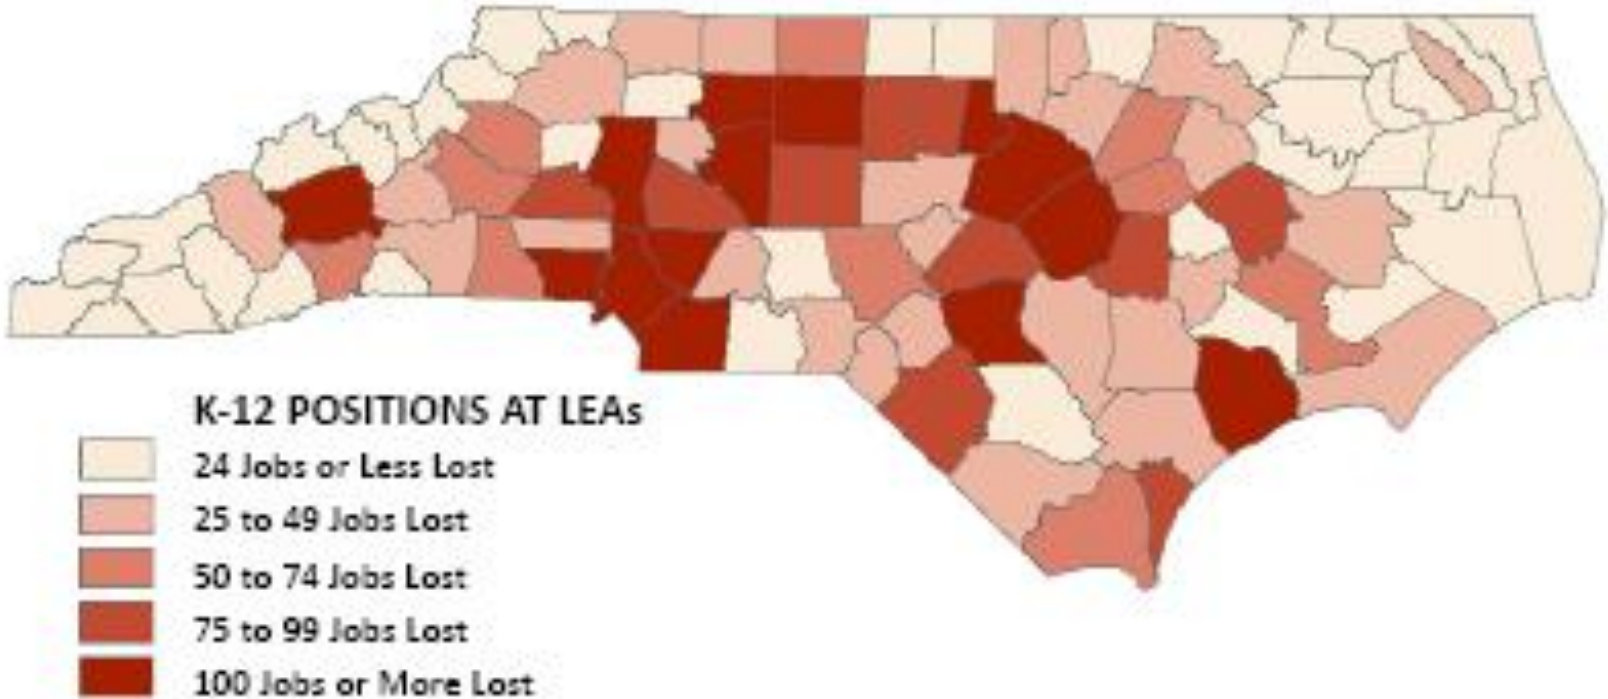 K-12 POSITIONS AT LEAs
24 Jobs or Less Lost
25 to 49 Jobs Lost
50 to 74 Jobs Lost
75 to 99 Jobs Lost
100 Jobs or More Lost